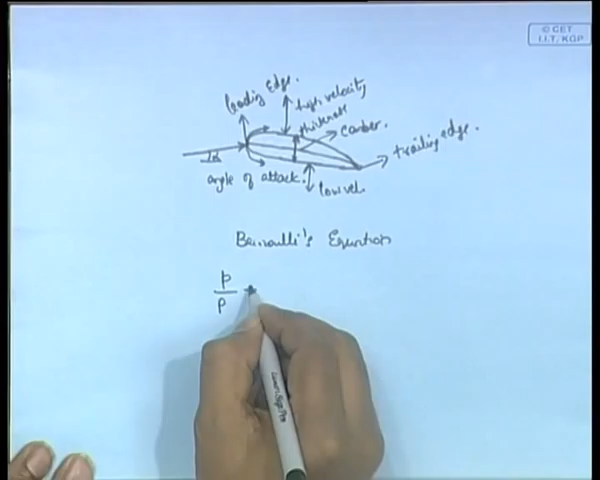 © CET
I.I.T. KGP
leading edge.
high velocity
thickness
camber.
trailing edge.
α
angle of attack.
low vel.
Bernoulli's Equation
p
ρ